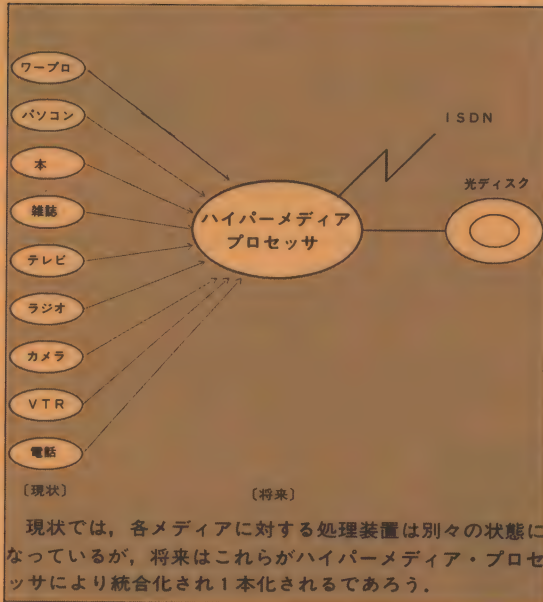 ワープロ
パソコン
本
雑誌
テレビ
ラジオ
カメラ
VTR
電話
ハイパーメディア
プロセッサ
ISDN
光ディスク
〔現状〕
〔将来〕
現状では，各メディアに対する処理装置は別々の状態に
なっているが，将来はこれらがハイパーメディア・プロセ
ッサにより統合化され1本化されるであろう．